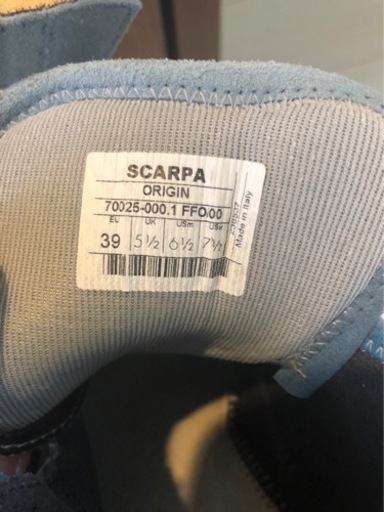 SCARPA
ORIGIN
70025-000.1 FFO/00
EU UK USm USw
39 5½ 6½ 7½
Made in Italy